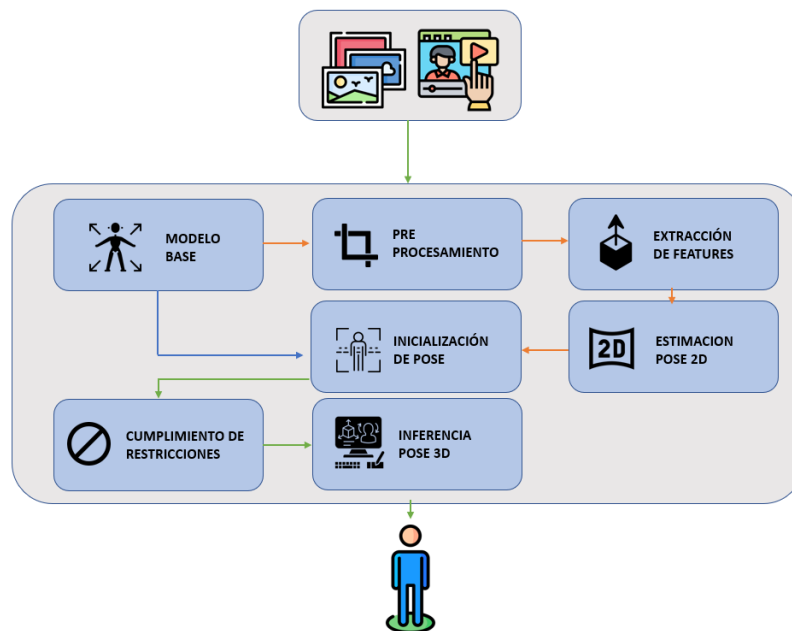 MODELO
BASE
PRE
PROCESAMIENTO
EXTRACCIÓN
DE FEATURES
INICIALIZACIÓN
DE POSE
2D
ESTIMACION
POSE 2D
CUMPLIMIENTO DE
RESTRICCIONES
INFERENCIA
POSE 3D